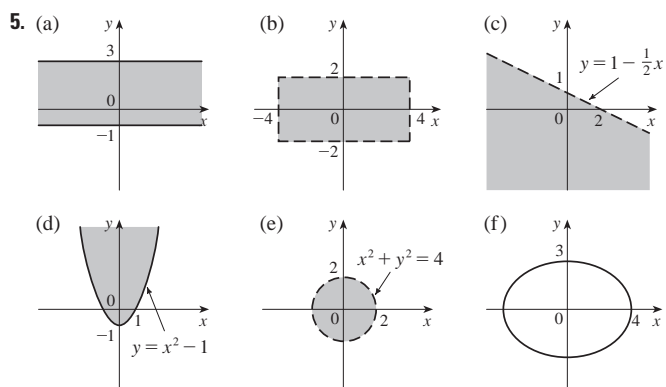 5. (a) (b) (c)
y y y
3 2 1 y = 1 − ½x
0 −4 0 4 x 0 2 x
x
−1 −2
(d) (e) (f)
y y y
2 x² + y² = 4 3
0 1 x 0 2 x 0 4 x
−1 y = x² − 1